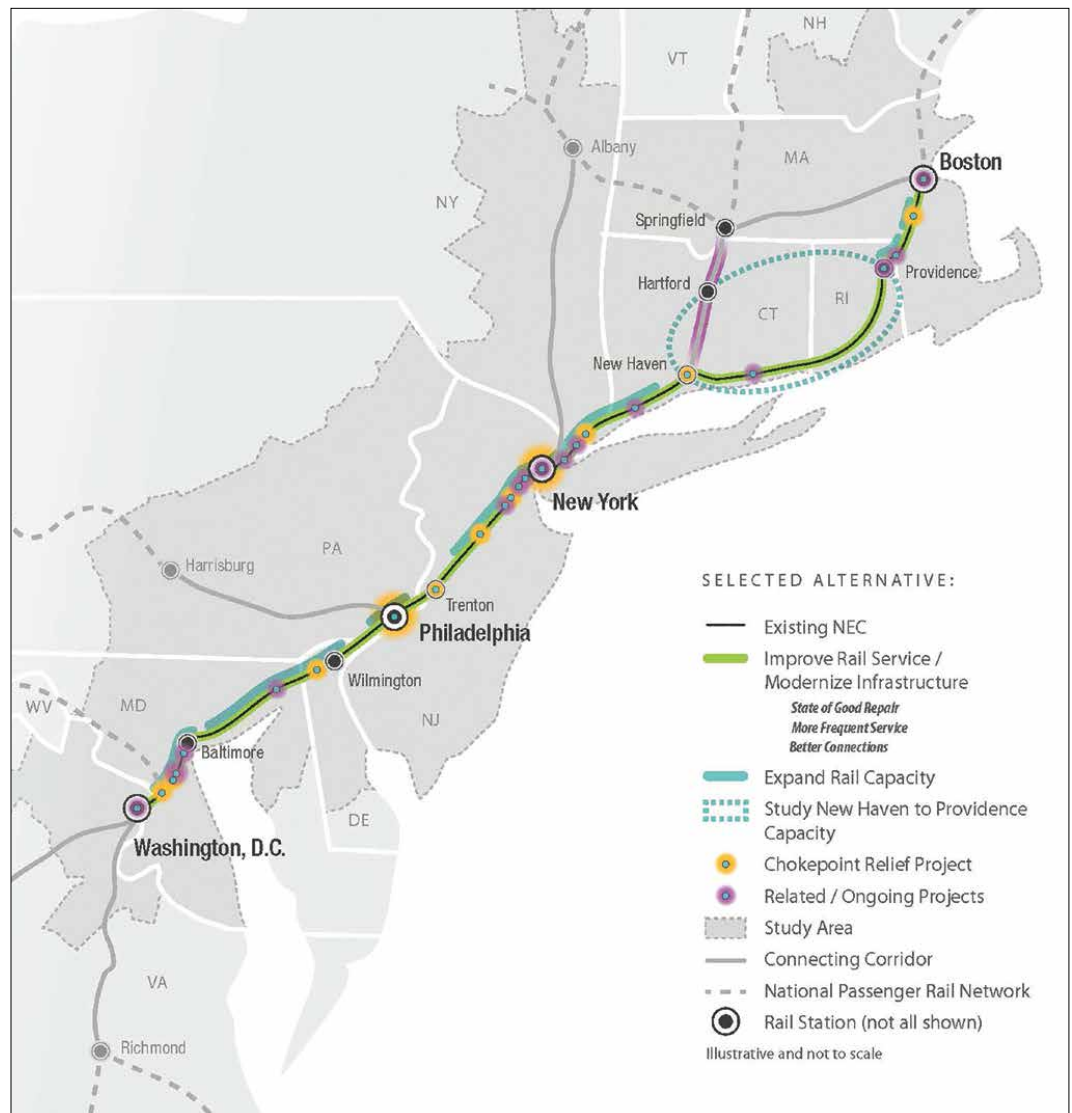 NH
VT
Albany
MA
Boston
NY
Springfield
Providence
Hartford
RI
CT
New Haven
New York
PA
Harrisburg
Trenton
Philadelphia
Wilmington
WV
MD
NJ
Baltimore
DE
Washington, D.C.
VA
Richmond
SELECTED ALTERNATIVE:
Existing NEC
Improve Rail Service /
Modernize Infrastructure
State of Good Repair
More Frequent Service
Better Connections
Expand Rail Capacity
Study New Haven to Providence
Capacity
Chokepoint Relief Project
Related / Ongoing Projects
Study Area
Connecting Corridor
National Passenger Rail Network
Rail Station (not all shown)
Illustrative and not to scale